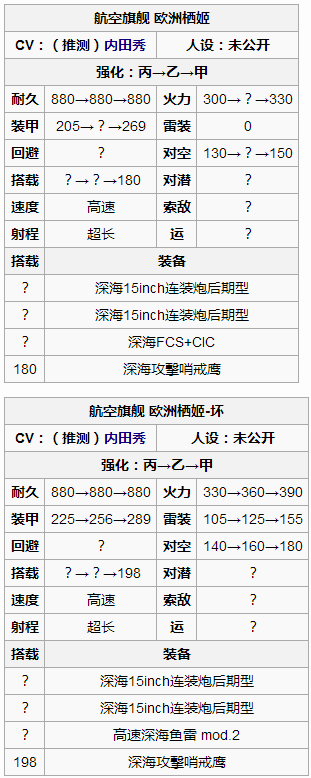 航空旗舰 欧洲栖姬
CV：（推测）内田秀 人设：未公开
强化：丙→乙→甲
耐久 880→880→880 火力 300→？→330
装甲 205→？→269 雷装 0
回避 ？ 对空 130→？→150
搭载 ？→？→180 对潜 ？
速度 高速 索敌 ？
射程 超长 运 ？
搭载 装备
？ 深海15inch连装炮后期型
？ 深海15inch连装炮后期型
？ 深海FCS+CIC
180 深海攻擊哨戒鹰
航空旗舰 欧洲栖姬-坏
CV：（推测）内田秀 人设：未公开
强化：丙→乙→甲
耐久 880→880→880 火力 330→360→390
装甲 225→256→289 雷装 105→125→155
回避 ？ 对空 140→160→180
搭载 ？→？→198 对潜 ？
速度 高速 索敌 ？
射程 超长 运 ？
搭载 装备
？ 深海15inch连装炮后期型
？ 深海15inch连装炮后期型
？ 高速深海鱼雷 mod.2
198 深海攻擊哨戒鹰